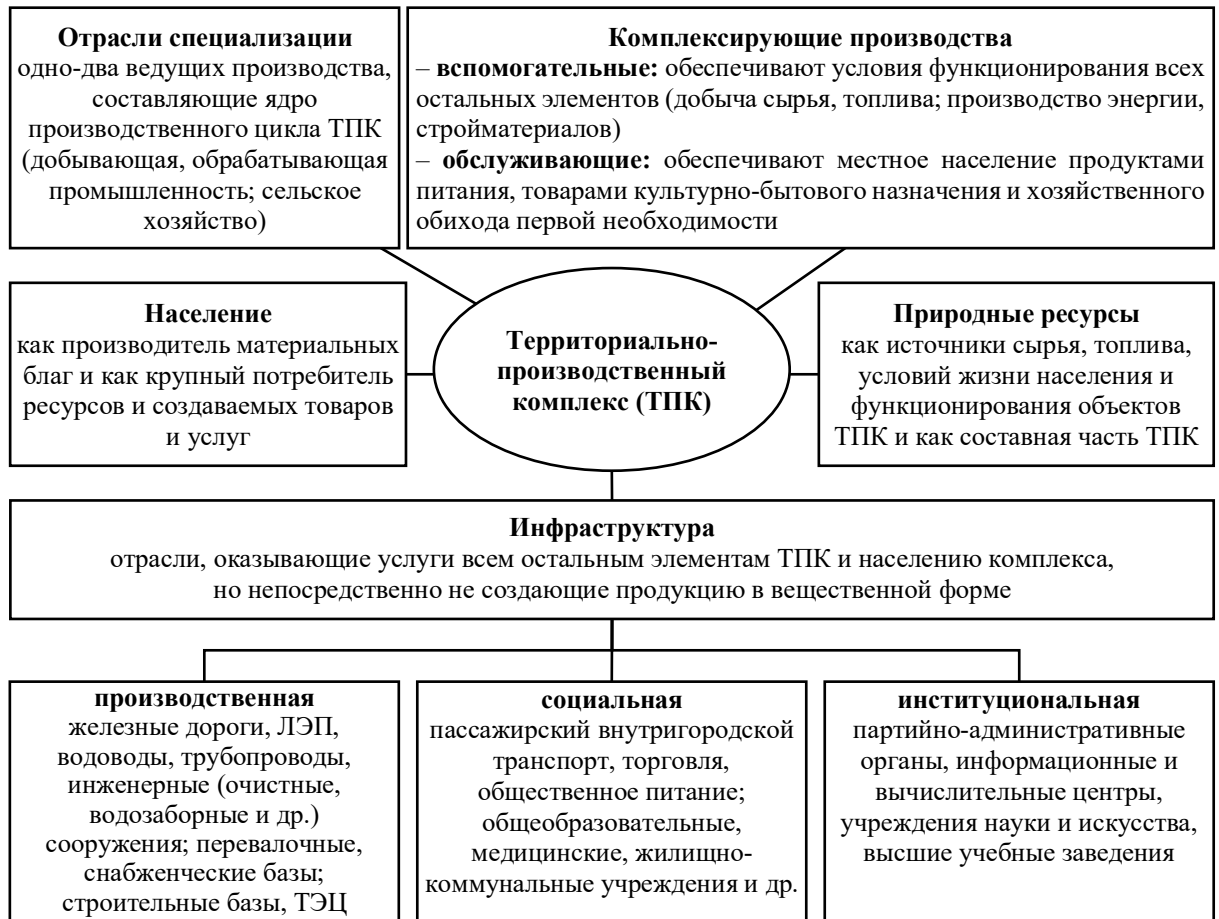 Отрасли специализации
одно-два ведущих производства,
составляющие ядро
производственного цикла ТПК
(добывающая, обрабатывающая
промышленность; сельское
хозяйство)
Комплексирующие производства
– вспомогательные: обеспечивают условия функционирования всех
остальных элементов (добыча сырья, топлива; производство энергии,
стройматериалов)
– обслуживающие: обеспечивают местное население продуктами
питания, товарами культурно-бытового назначения и хозяйственного
обихода первой необходимости
Население
как производитель материальных
благ и как крупный потребитель
ресурсов и создаваемых товаров
и услуг
Территориально-
производственный
комплекс (ТПК)
Природные ресурсы
как источники сырья, топлива,
условий жизни населения и
функционирования объектов
ТПК и как составная часть ТПК
Инфраструктура
отрасли, оказывающие услуги всем остальным элементам ТПК и населению комплекса,
но непосредственно не создающие продукцию в вещественной форме
производственная
железные дороги, ЛЭП,
водоводы, трубопроводы,
инженерные (очистные,
водозаборные и др.)
сооружения; перевалочные,
снабженческие базы;
строительные базы, ТЭЦ
социальная
пассажирский внутригородской
транспорт, торговля,
общественное питание;
общеобразовательные,
медицинские, жилищно-
коммунальные учреждения и др.
институциональная
партийно-административные
органы, информационные и
вычислительные центры,
учреждения науки и искусства,
высшие учебные заведения